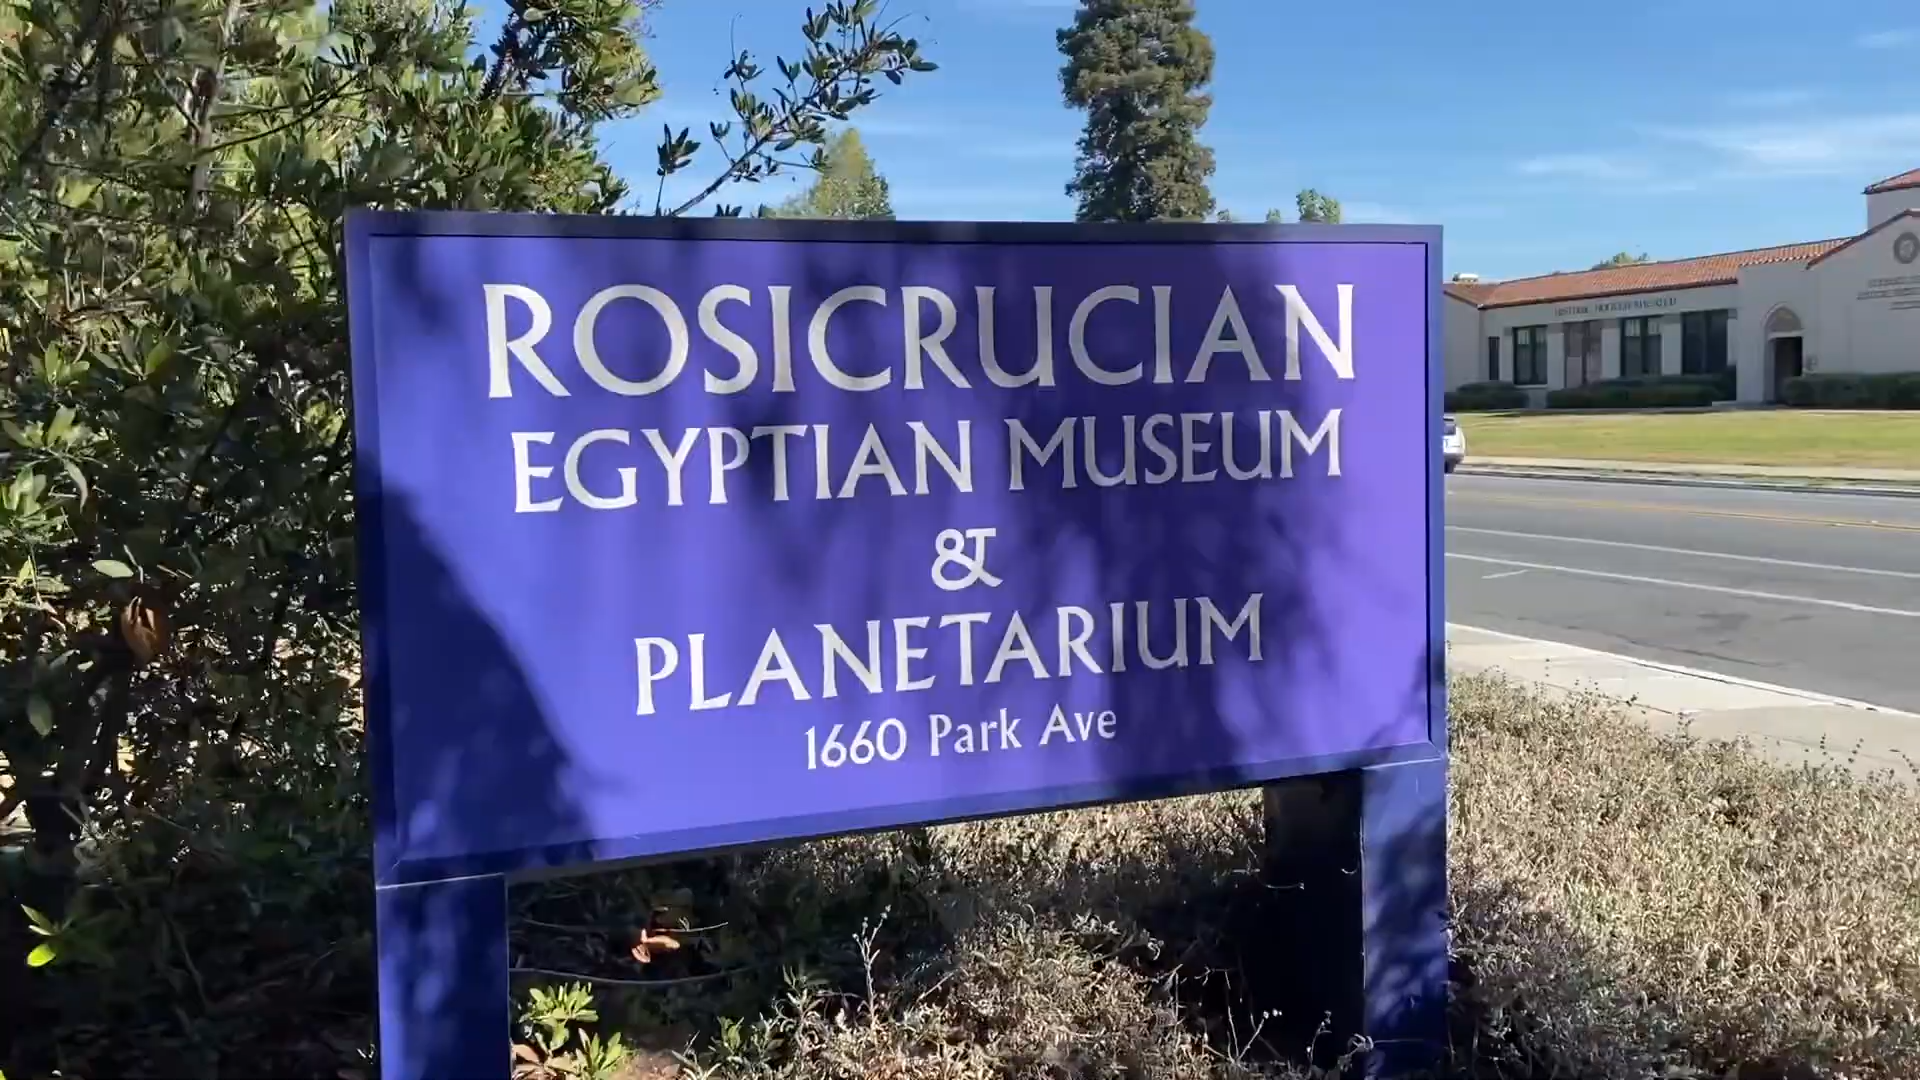 ROSICRUCIAN
EGYPTIAN MUSEUM
&
PLANETARIUM
1660 Park Ave